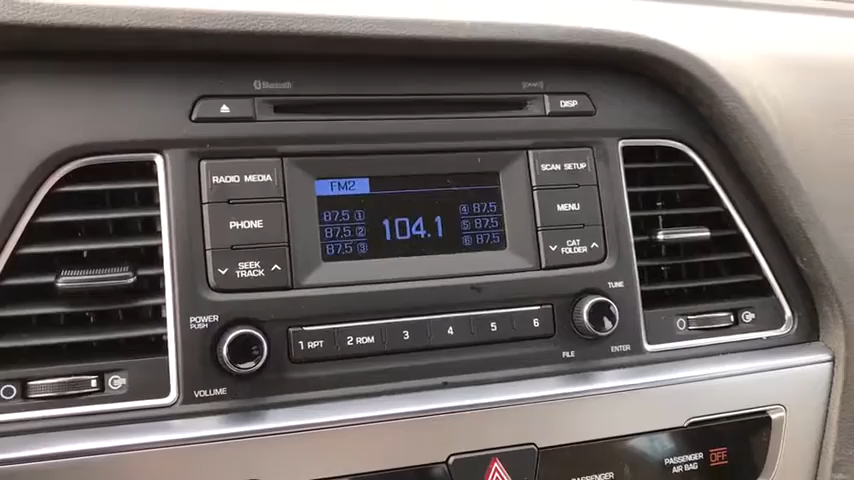 Bluetooth
DISP
RADIO MEDIA
FM2
SCAN SETUP
87.5 1
4 87.5
PHONE
87.5 2
104.1
5 87.5
MENU
87.5 3
6 87.5
SEEK
TRACK
CAT
FOLDER
TUNE
POWER
PUSH
1 RPT
2 RDM
3
4
5
6
VOLUME
FILE
ENTER
PASSENGER
AIR BAG
OFF
PASSENGER